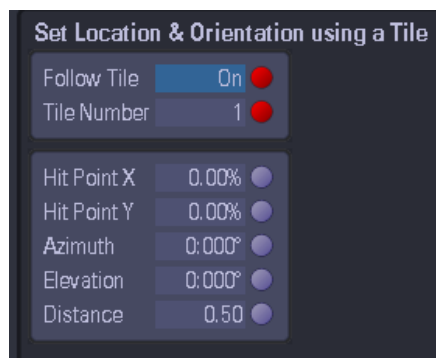 Set Location & Orientation using a Tile
Follow Tile On
Tile Number 1
Hit Point X 0.00%
Hit Point Y 0.00%
Azimuth 0:000°
Elevation 0:000°
Distance 0.50